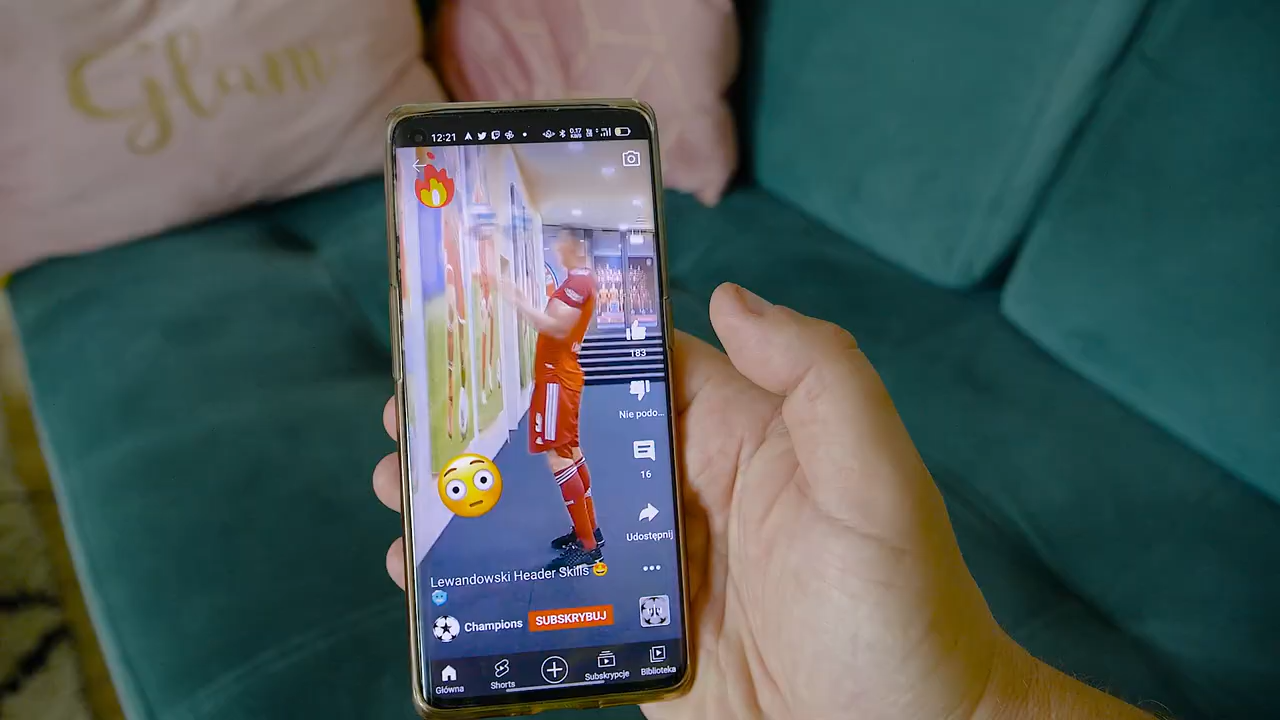 Glam
12:21
183
Nie podo...
16
Udostępnij
Lewandowski Header Skills
Champions
SUBSKRYBUJ
Główna
Shorts
Subskrypcje
Biblioteka